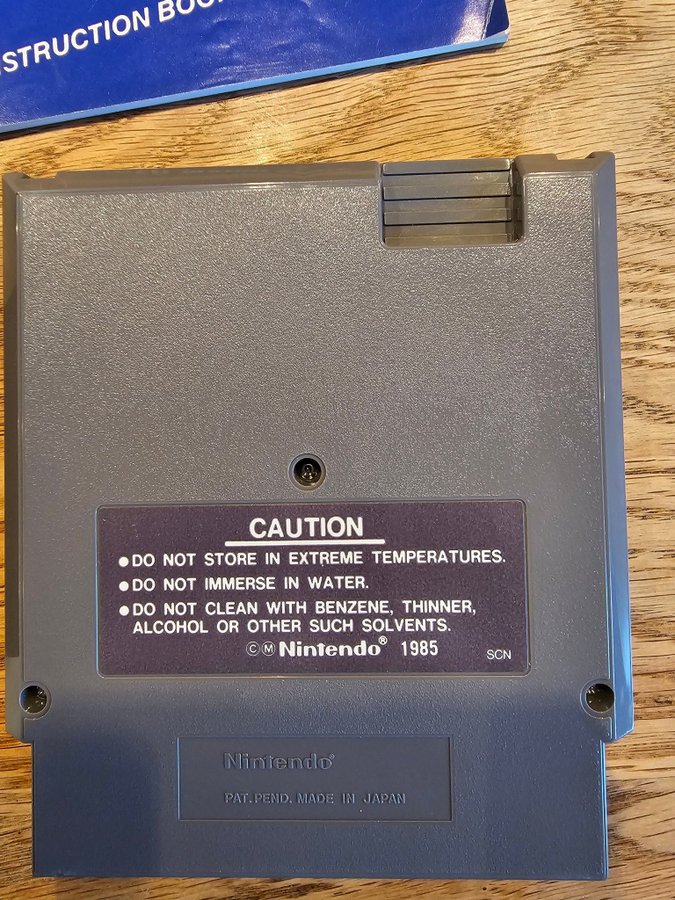 STRUCTION BOO
CAUTION
●DO NOT STORE IN EXTREME TEMPERATURES.
●DO NOT IMMERSE IN WATER.
●DO NOT CLEAN WITH BENZENE, THINNER,
ALCOHOL OR OTHER SUCH SOLVENTS.
ⒸⓂNintendo® 1985 SCN
Nintendo®
PAT.PEND. MADE IN JAPAN